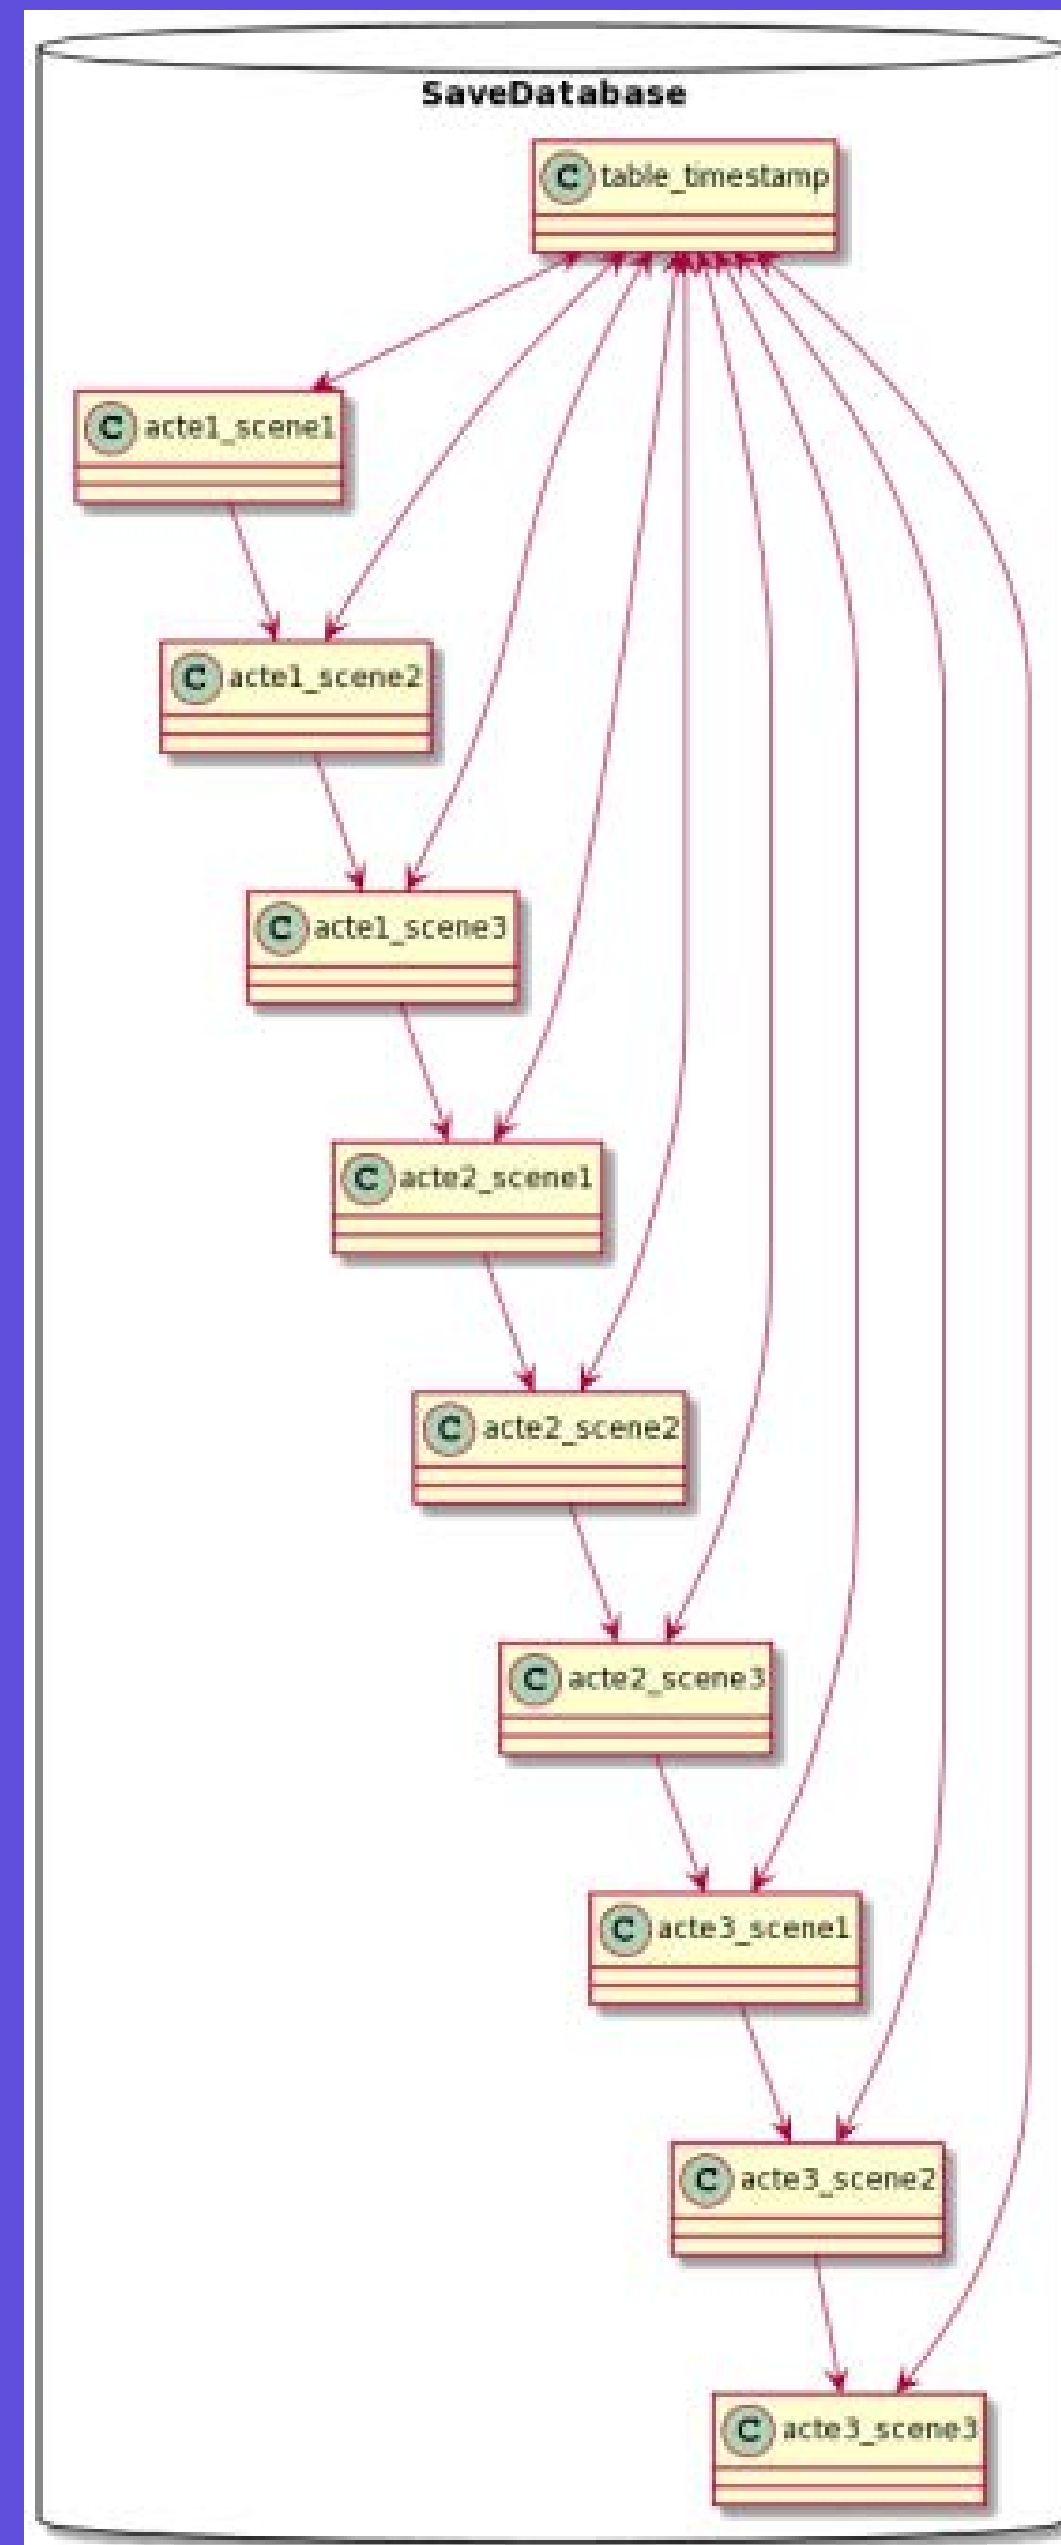 SaveDatabase
C table_timestamp
C acte1_scene1
C acte1_scene2
C acte1_scene3
C acte2_scene1
C acte2_scene2
C acte2_scene3
C acte3_scene1
C acte3_scene2
C acte3_scene3